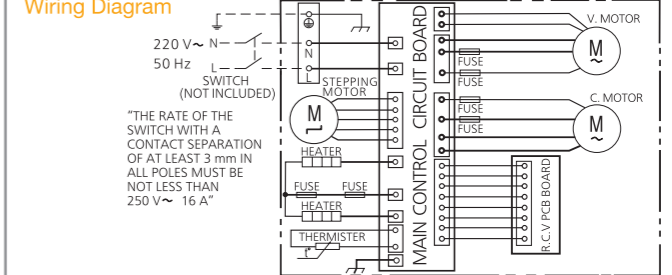 Wiring Diagram
220 V~ N
50 Hz L
SWITCH
(NOT INCLUDED)
N
L
"THE RATE OF THE
SWITCH WITH A
CONTACT SEPARATION
OF AT LEAST 3 mm IN
ALL POLES MUST BE
NOT LESS THAN
250 V~ 16 A"
STEPPING
MOTOR
M
HEATER
FUSE FUSE
HEATER
THERMISTER
t°
MAIN CONTROL CIRCUIT BOARD
V. MOTOR
M
FUSE
FUSE
C. MOTOR
FUSE
M
R.C.V PCB BOARD